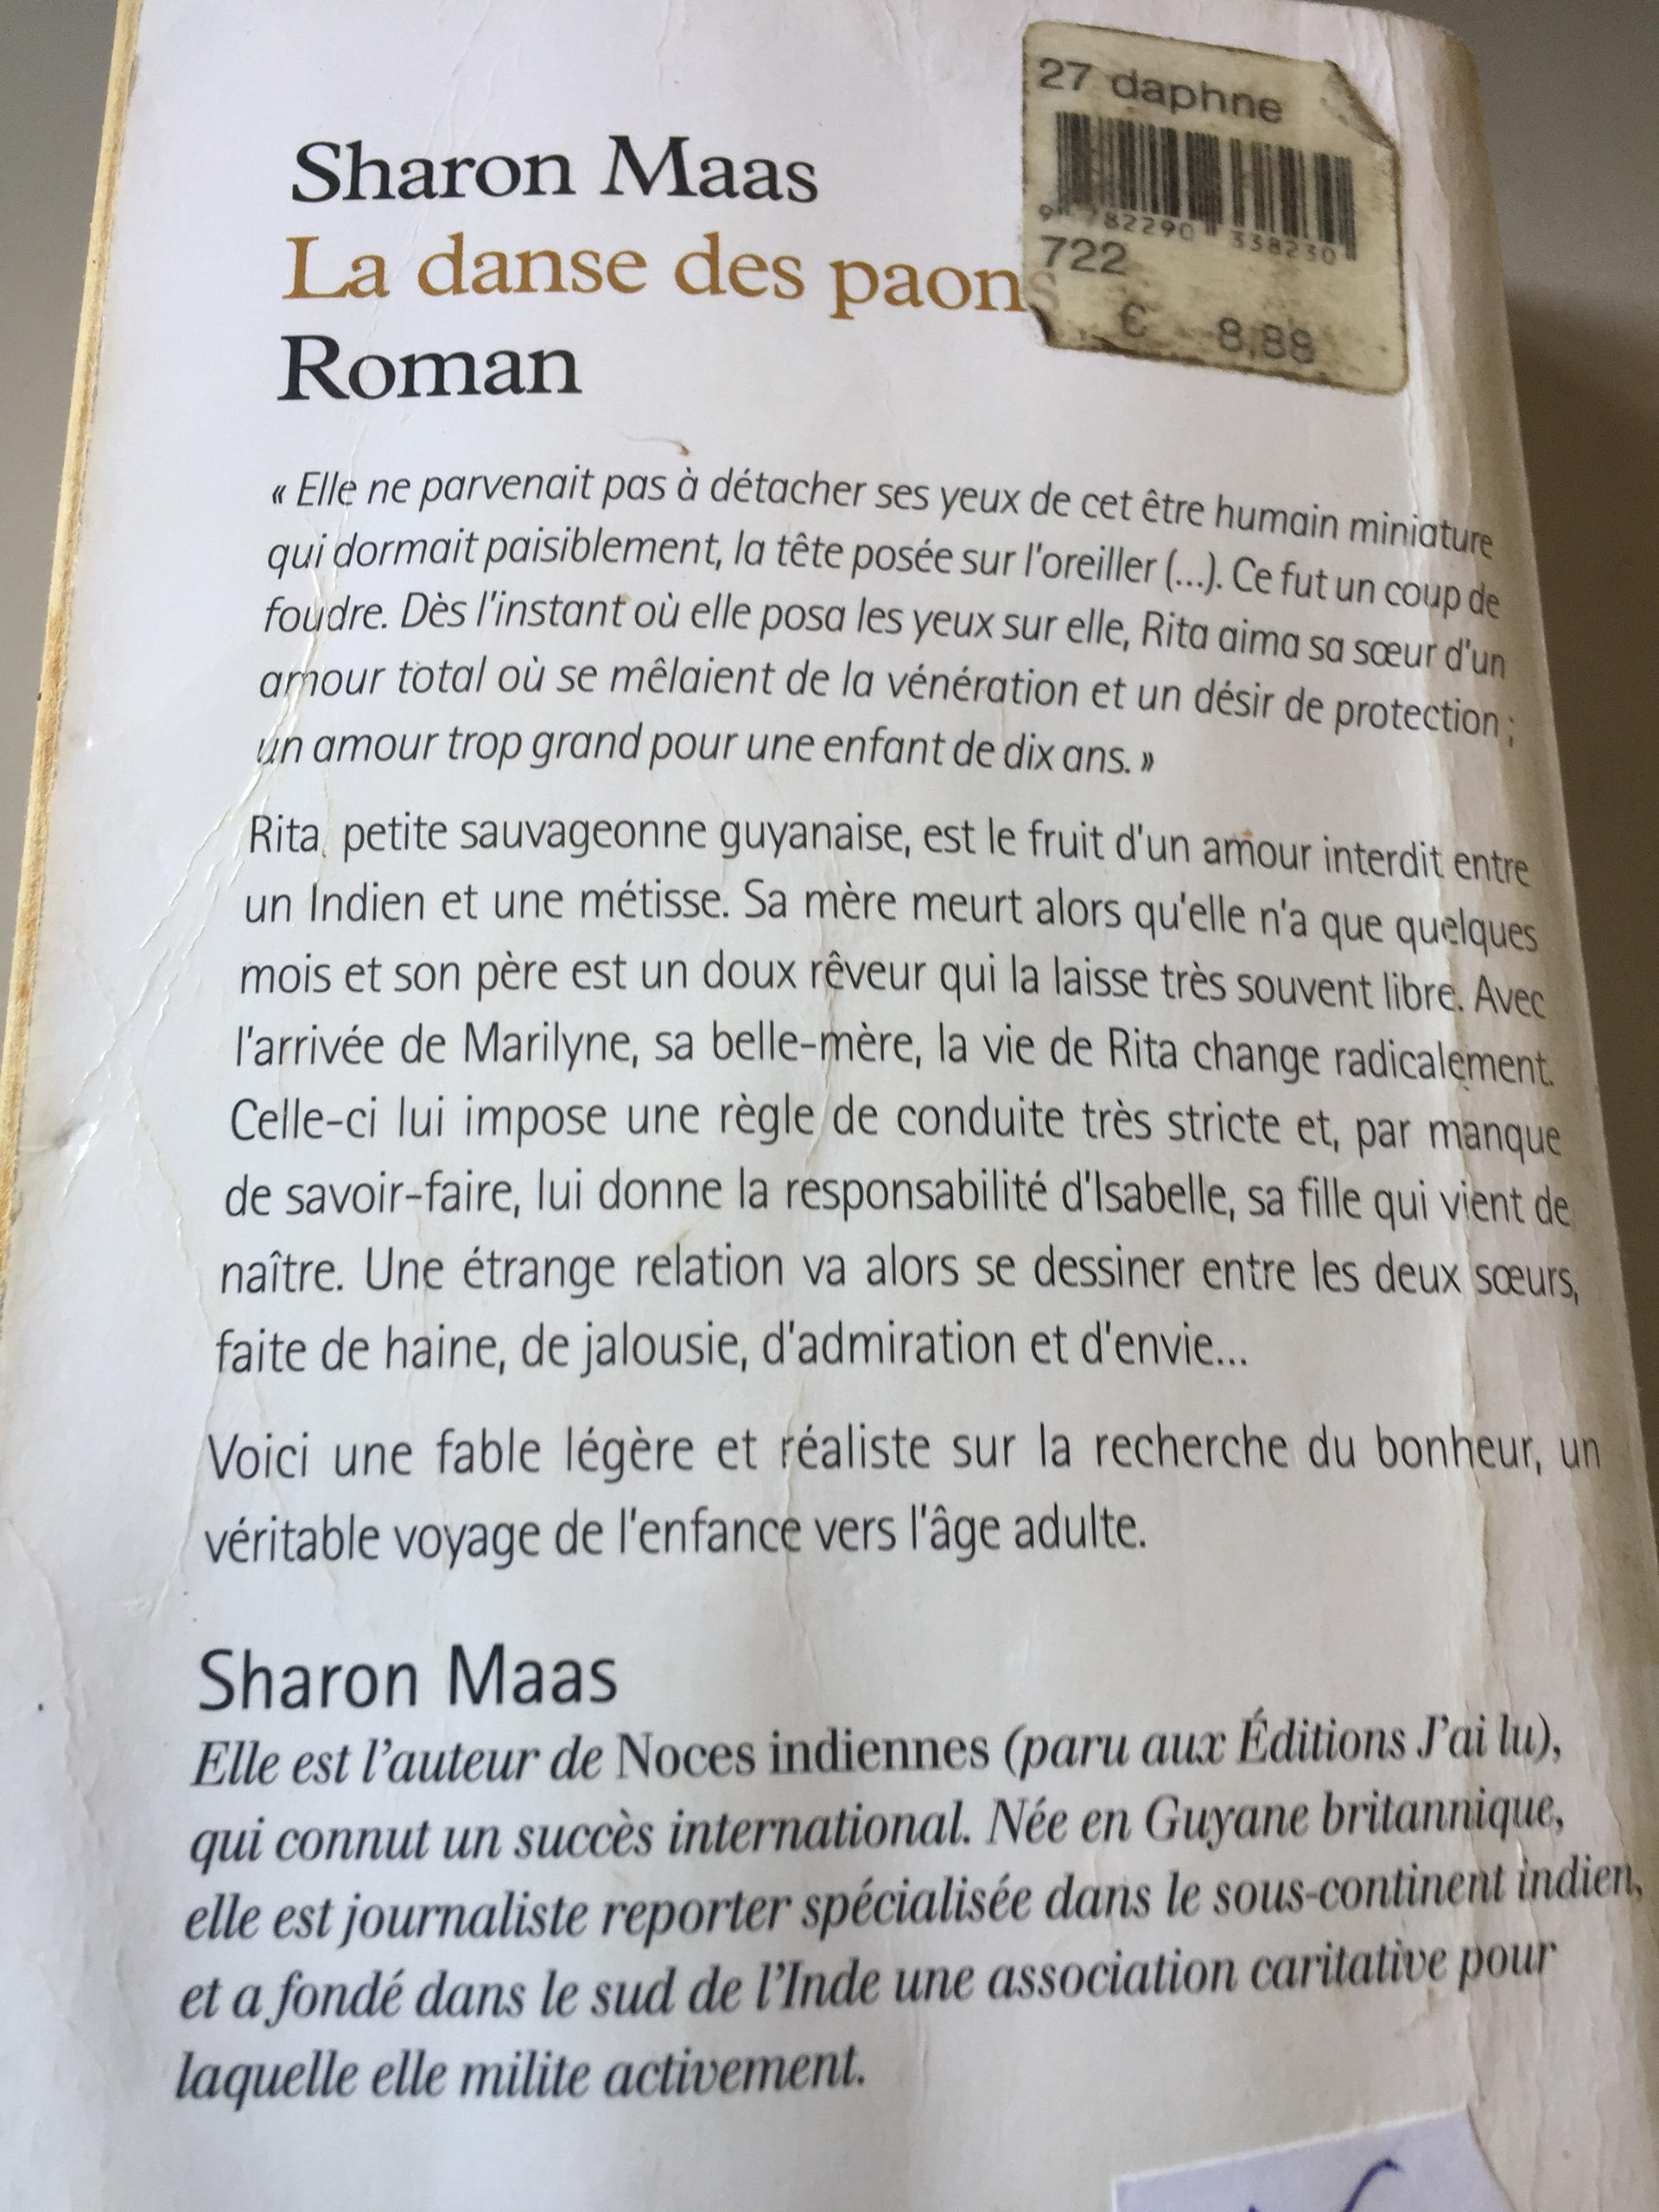 27 daphne
9 782290 338230
722
€ 8,88
Sharon Maas
La danse des paons
Roman
« Elle ne parvenait pas à détacher ses yeux de cet être humain miniature
qui dormait paisiblement, la tête posée sur l'oreiller (...). Ce fut un coup de
foudre. Dès l'instant où elle posa les yeux sur elle, Rita aima sa sœur d'un
amour total où se mêlaient de la vénération et un désir de protection ;
un amour trop grand pour une enfant de dix ans. »
Rita, petite sauvageonne guyanaise, est le fruit d'un amour interdit entre
un Indien et une métisse. Sa mère meurt alors qu'elle n'a que quelques
mois et son père est un doux rêveur qui la laisse très souvent libre. Avec
l'arrivée de Marilyne, sa belle-mère, la vie de Rita change radicalement.
Celle-ci lui impose une règle de conduite très stricte et, par manque
de savoir-faire, lui donne la responsabilité d'Isabelle, sa fille qui vient de
naître. Une étrange relation va alors se dessiner entre les deux sœurs,
faite de haine, de jalousie, d'admiration et d'envie...
Voici une fable légère et réaliste sur la recherche du bonheur, un
véritable voyage de l'enfance vers l'âge adulte.
Sharon Maas
Elle est l'auteur de Noces indiennes (paru aux Éditions J'ai lu),
qui connut un succès international. Née en Guyane britannique,
elle est journaliste reporter spécialisée dans le sous-continent indien,
et a fondé dans le sud de l'Inde une association caritative pour
laquelle elle milite activement.